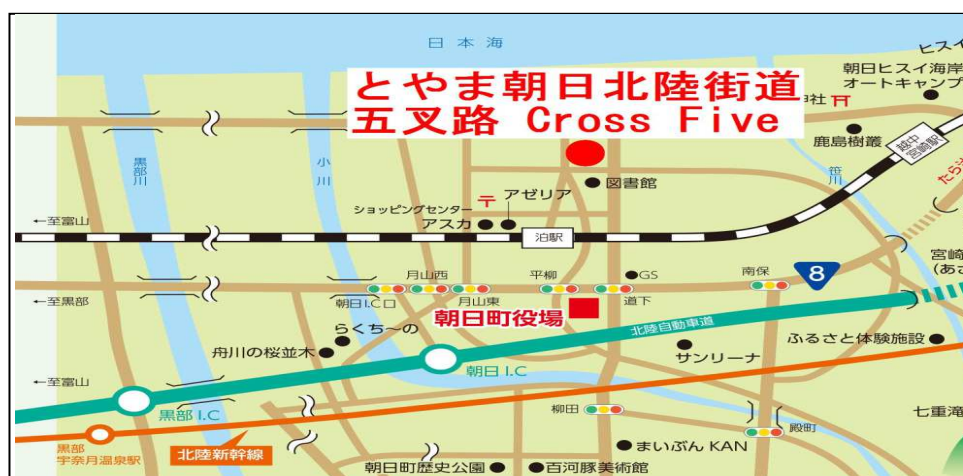 日本海
とやま朝日北陸街道
五叉路 Cross Five
ヒスイ
朝日ヒスイ海岸
オートキャンプ
神社
鹿島樹叢
越中
宮崎駅
たら
黒部川
小川
笹川
図書館
アゼリア
ショッピングセンター
アスカ
←至富山
泊駅
宮崎
(あさ
月山西
平柳
GS
南保
8
←至黒部
朝日I.C口
月山東
道下
朝日町役場
北陸自動車道
らくち〜の
舟川の桜並木
サンリーナ
ふるさと体験施設
朝日 I.C
←至富山
黒部 I.C
柳田
七重滝
殿町
黒部
宇奈月温泉駅
北陸新幹線
まいぶん KAN
朝日町歴史公園
百河豚美術館